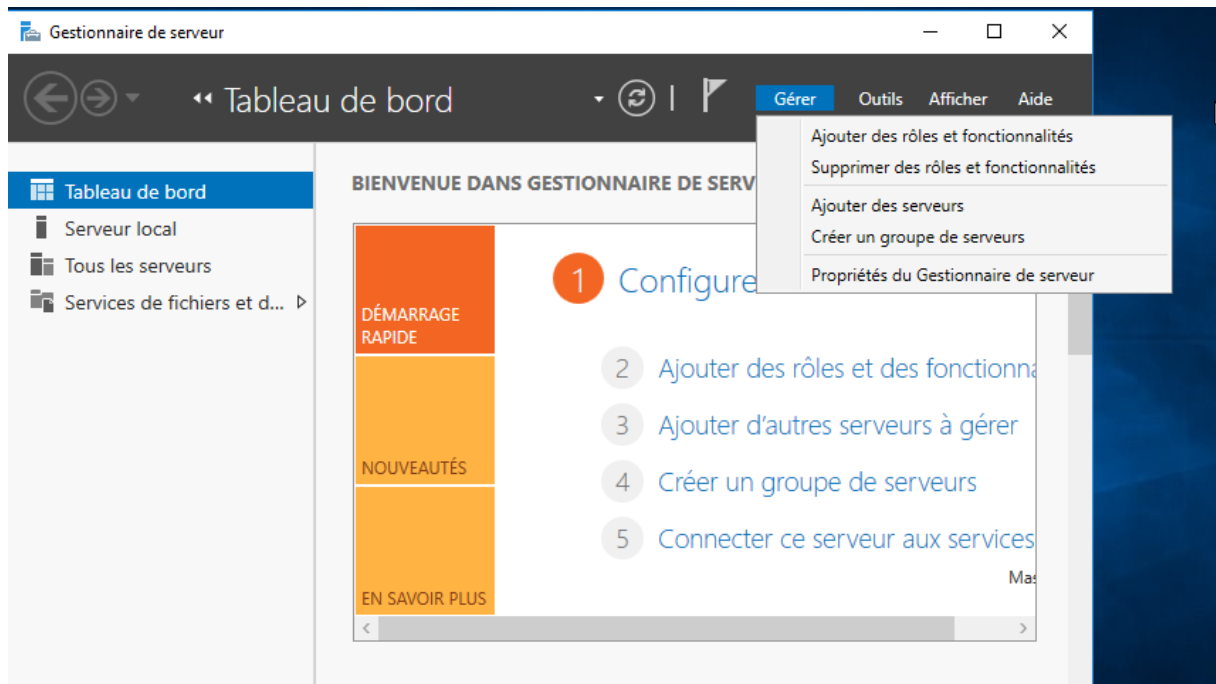 Gestionnaire de serveur
Tableau de bord
Gérer Outils Afficher Aide
Ajouter des rôles et fonctionnalités
Supprimer des rôles et fonctionnalités
Ajouter des serveurs
Créer un groupe de serveurs
Propriétés du Gestionnaire de serveur
Tableau de bord
Serveur local
Tous les serveurs
Services de fichiers et d...
BIENVENUE DANS GESTIONNAIRE DE SERV
DÉMARRAGE
RAPIDE
NOUVEAUTÉS
EN SAVOIR PLUS
1 Configure
2 Ajouter des rôles et des fonctionna
3 Ajouter d'autres serveurs à gérer
4 Créer un groupe de serveurs
5 Connecter ce serveur aux services
Mas